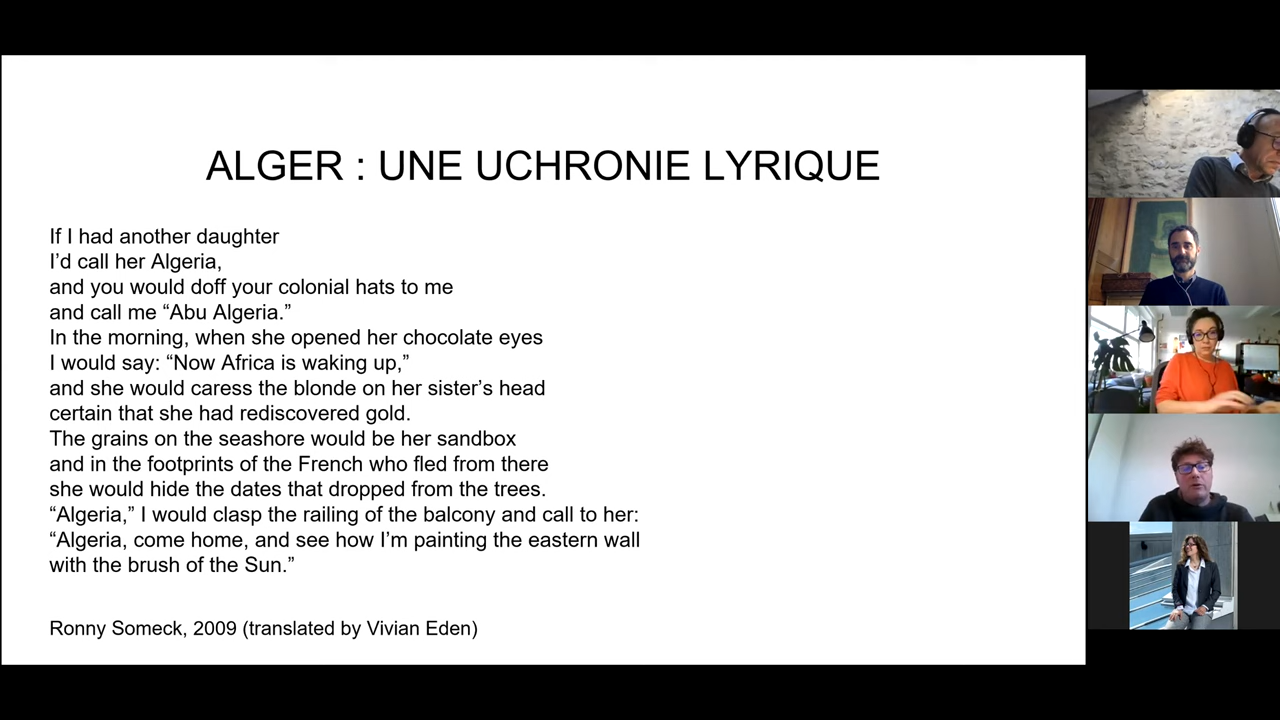 ALGER : UNE UCHRONIE LYRIQUE
If I had another daughter
I’d call her Algeria,
and you would doff your colonial hats to me
and call me “Abu Algeria.”
In the morning, when she opened her chocolate eyes
I would say: “Now Africa is waking up,”
and she would caress the blonde on her sister’s head
certain that she had rediscovered gold.
The grains on the seashore would be her sandbox
and in the footprints of the French who fled from there
she would hide the dates that dropped from the trees.
“Algeria,” I would clasp the railing of the balcony and call to her:
“Algeria, come home, and see how I’m painting the eastern wall
with the brush of the Sun.”
Ronny Someck, 2009 (translated by Vivian Eden)